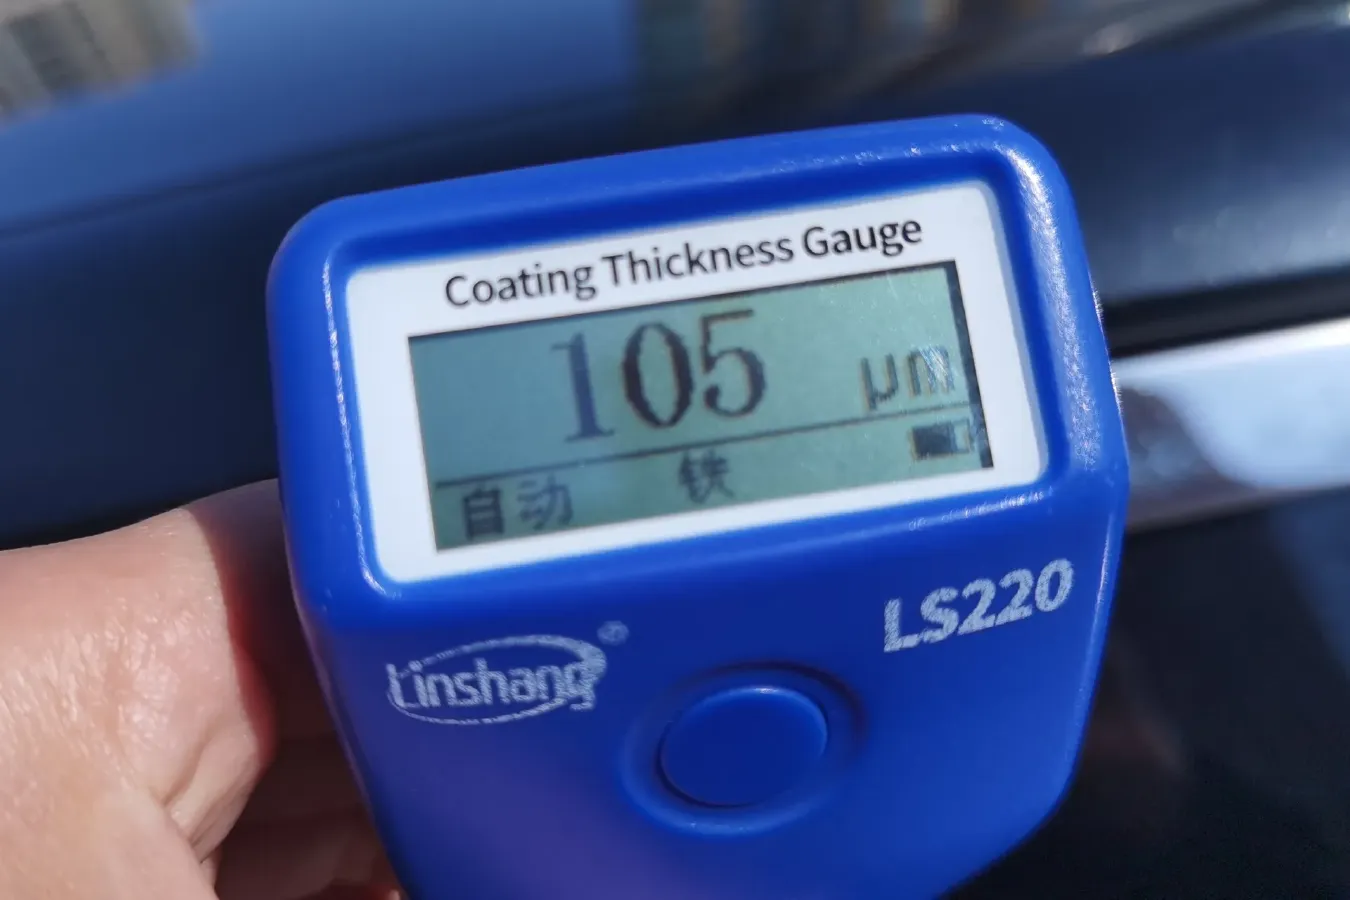 Coating Thickness Gauge
105 μm
自动 铁
LS220
Linshang®